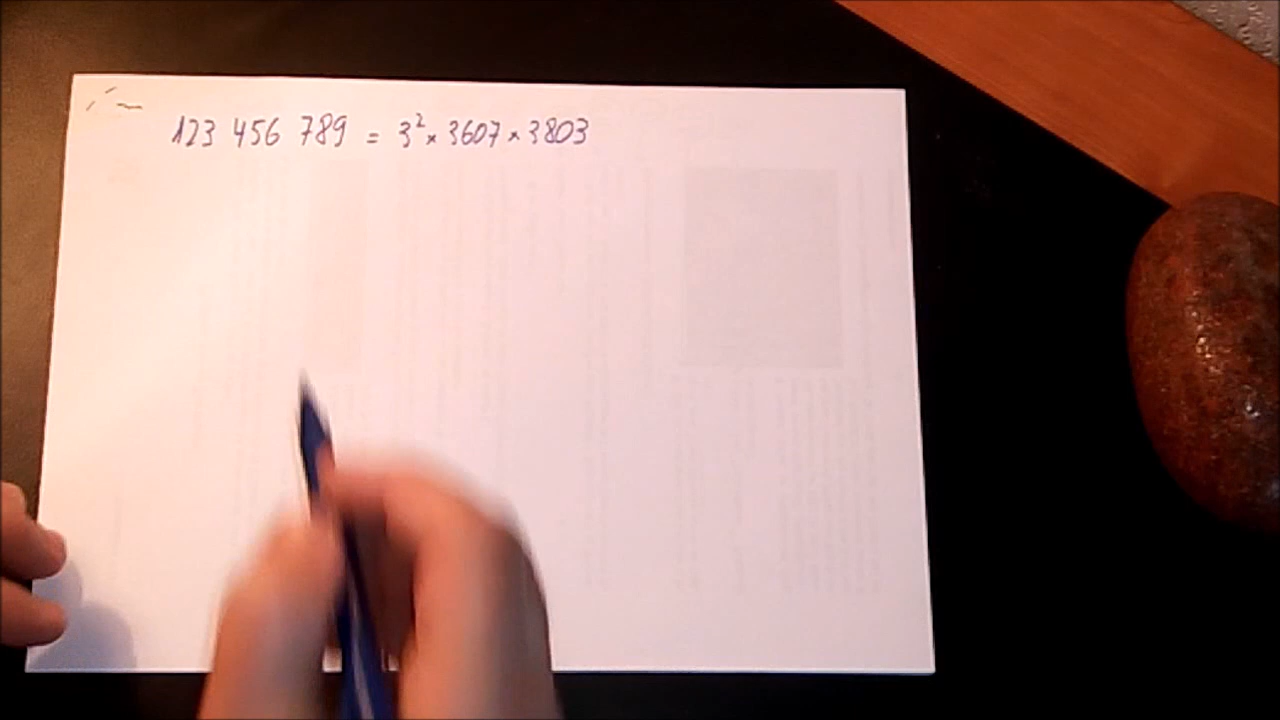 123 456 789 = 3² × 3607 × 3803